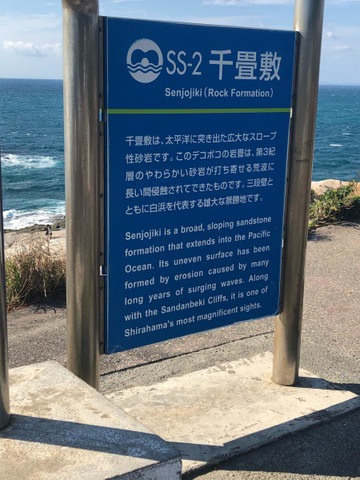 SS-2 千畳敷
Senjojiki (Rock Formation)
千畳敷は、太平洋に突き出た広大なスロープ
性砂岩です。このデコボコの岩畳は、第3紀
層のやわらかい砂岩が打ち寄せる荒波に
長い間侵蝕されてできたものです。三段壁と
ともに白浜を代表する雄大な景勝地です。
Senjojiki is a broad, sloping sandstone
formation that extends into the Pacific
Ocean. Its uneven surface has been
formed by erosion caused by many
long years of surging waves. Along
with the Sandanbeki Cliffs, it is one of
Shirahama's most magnificent sights.